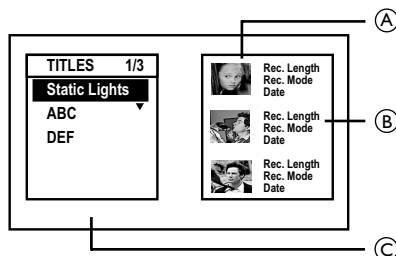 TITLES 1/3
Static Lights
ABC
DEF
Rec. Length
Rec. Mode
Date
Rec. Length
Rec. Mode
Date
Rec. Length
Rec. Mode
Date
A
B
C